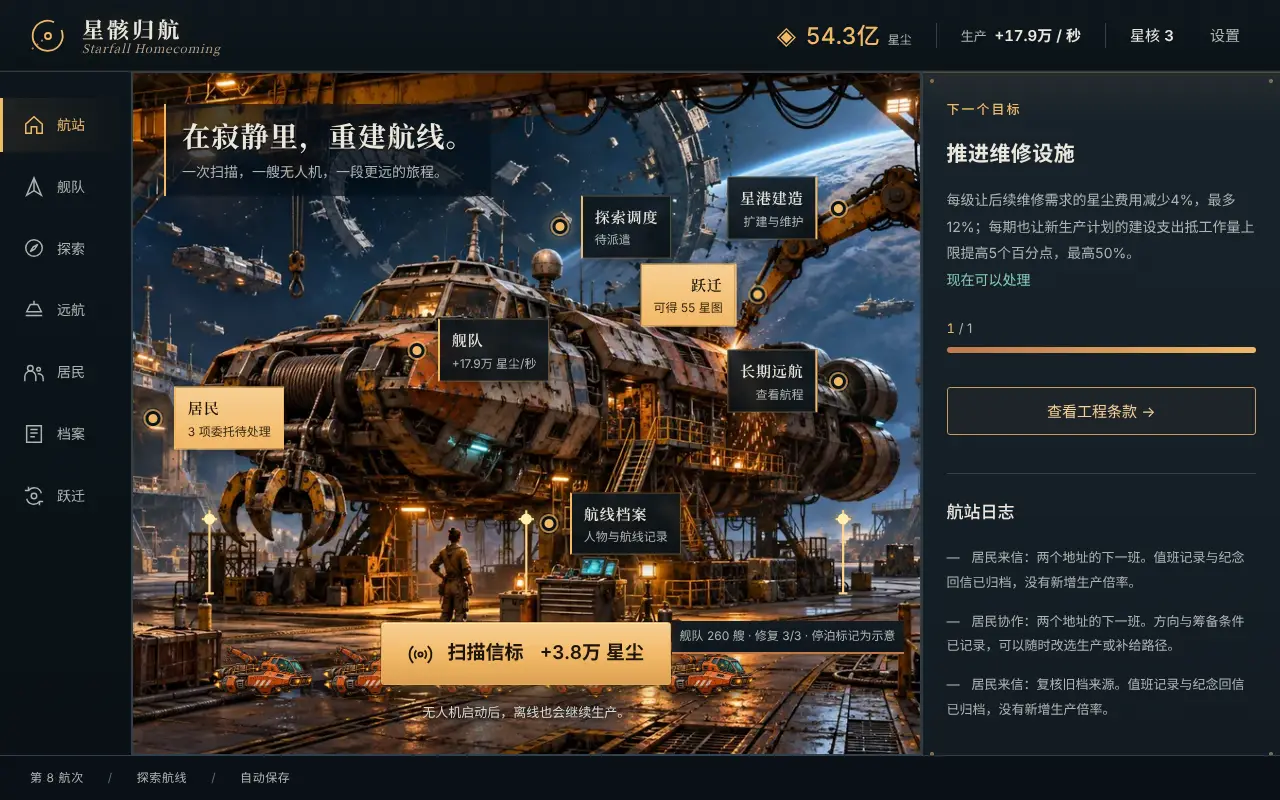 星骸归航
Starfall Homecoming
54.3亿 星尘
生产 +17.9万 / 秒
星核 3
设置
航站
舰队
探索
远航
居民
档案
跃迁
在寂静里，重建航线。
一次扫描，一艘无人机，一段更远的旅程。
探索调度
待派遣
星港建造
扩建与维护
跃迁
可得 55 星图
舰队
+17.9万 星尘/秒
长期远航
查看航程
居民
3 项委托待处理
航线档案
人物与航线记录
扫描信标 +3.8万 星尘
舰队 260 艘 · 修复 3/3 · 停泊标记为示意
无人机启动后，离线也会继续生产。
下一个目标
推进维修设施
每级让后续维修需求的星尘费用减少4%，最多
12%；每期也让新生产计划的建设支出抵工作量上
限提高5个百分点，最高50%。
现在可以处理
1 / 1
查看工程条款 →
航站日志
— 居民来信：两个地址的下一班。值班记录与纪念
回信已归档，没有新增生产倍率。
— 居民协作：两个地址的下一班。方向与筹备条件
已记录，可以随时改选生产或补给路径。
— 居民来信：复核旧档来源。值班记录与纪念回信
已归档，没有新增生产倍率。
第 8 航次 / 探索航线 / 自动保存